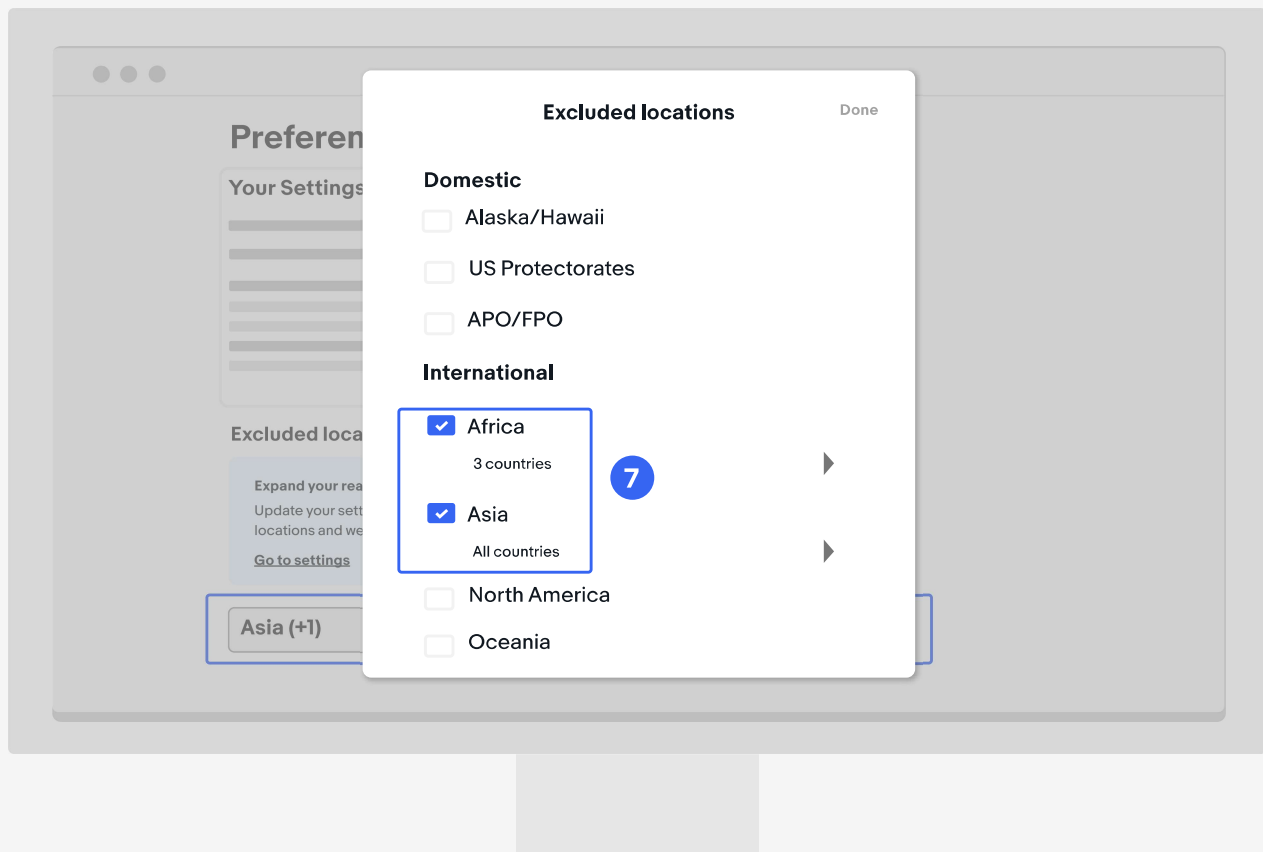 Excluded locations
Done
Preferen
Your Settings
Domestic
Alaska/Hawaii
US Protectorates
APO/FPO
International
Africa
3 countries
7
Asia
All countries
North America
Oceania
Excluded loca
Expand your rea
Update your sett
locations and we
Go to settings
Asia (+1)